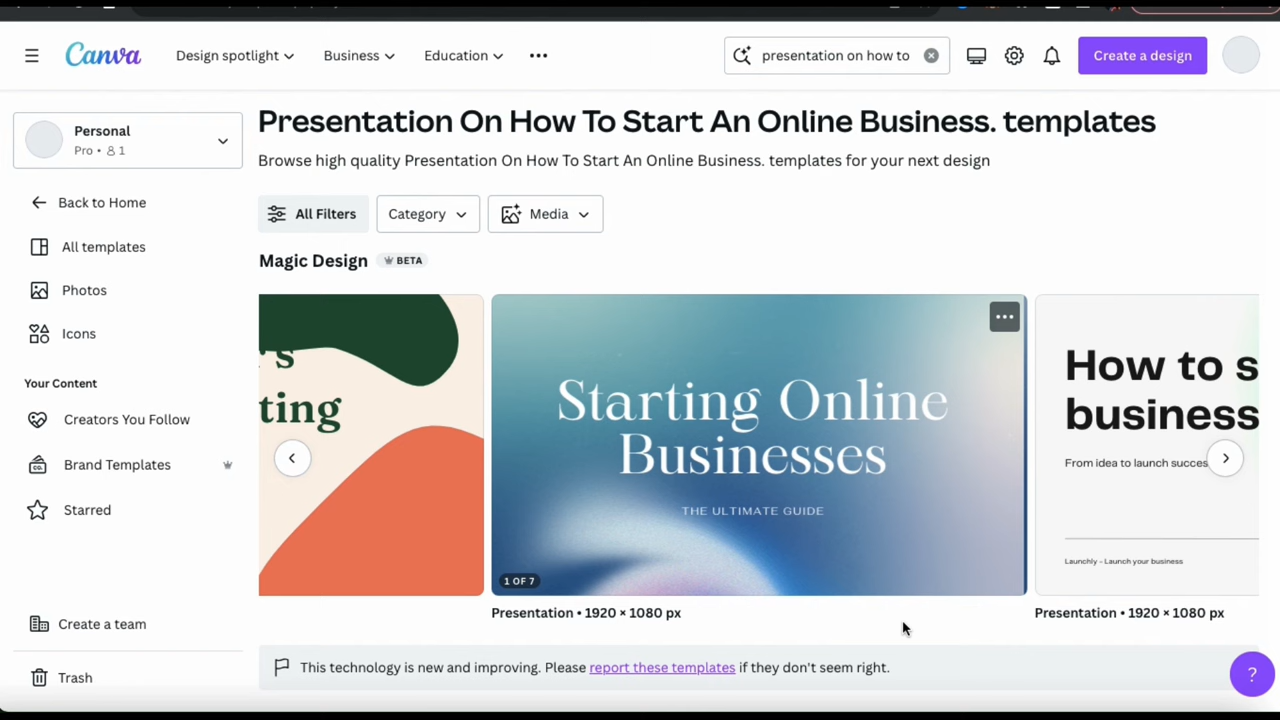 Canva
Design spotlight
Business
Education
presentation on how to
Create a design
Personal
Pro • 1
Back to Home
All templates
Photos
Icons
Your Content
Creators You Follow
Brand Templates
Starred
Create a team
Trash
Presentation On How To Start An Online Business. templates
Browse high quality Presentation On How To Start An Online Business. templates for your next design
All Filters
Category
Media
Magic Design
BETA
's
ting
Starting Online
Businesses
THE ULTIMATE GUIDE
1 OF 7
How to s
business
From idea to launch succes
Launchly - Launch your business
Presentation • 1920 × 1080 px
Presentation • 1920 × 1080 px
This technology is new and improving. Please report these templates if they don't seem right.
?